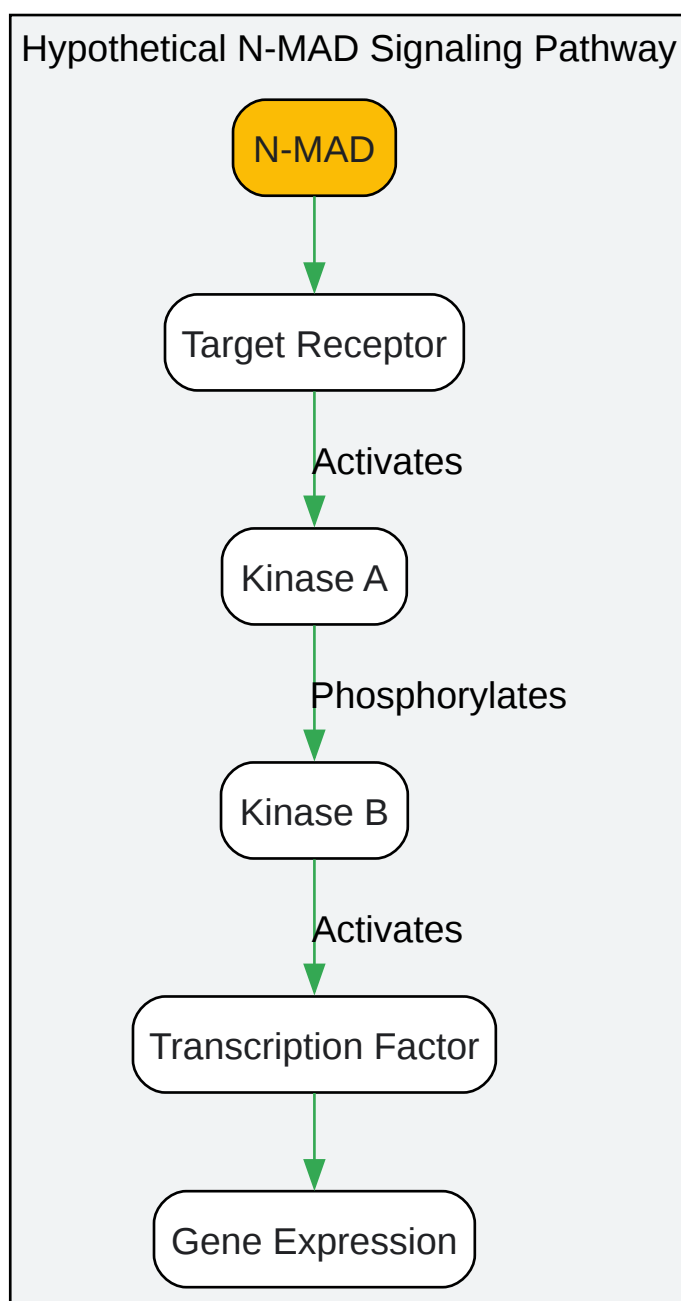 Hypothetical N-MAD Signaling Pathway
N-MAD
Target Receptor
Activates
Kinase A
Phosphorylates
Kinase B
Activates
Transcription Factor
Gene Expression